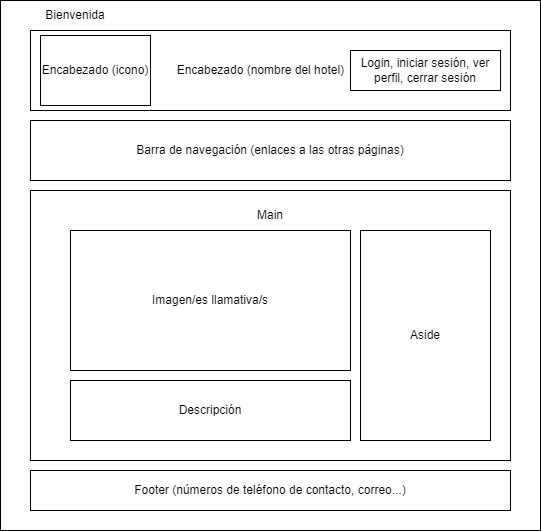 Bienvenida
Encabezado (icono)
Encabezado (nombre del hotel)
Login, iniciar sesión, ver
perfil, cerrar sesión
Barra de navegación (enlaces a las otras páginas)
Main
Imagen/es llamativa/s
Aside
Descripción
Footer (números de teléfono de contacto, correo...)